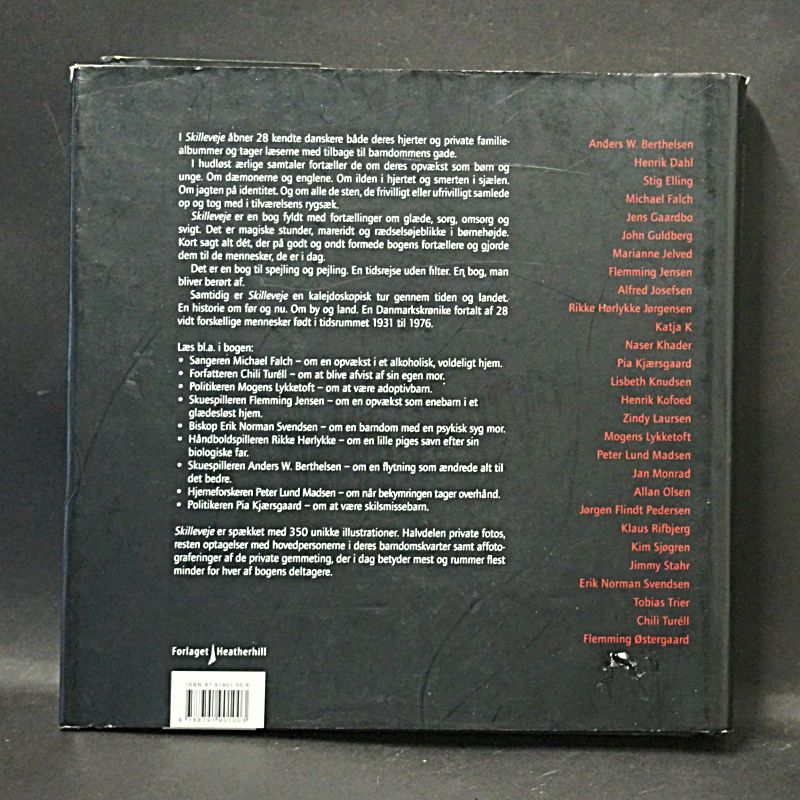 I Skilleveje åbner 28 kendte danskere både deres hjerter og private familie-
albummer og tager læserne med tilbage til barndommens gade.
I hudløst ærlige samtaler fortæller de om deres opvækst som børn og
unge. Om dæmonerne og englene. Om ilden i hjertet og smerten i sjælen.
Om jagten på identitet. Og om alle de sten, de frivilligt eller ufrivilligt samlede
op og tog med i tilværelsens rygsæk.
Skilleveje er en bog fyldt med fortællinger om glæde, sorg, omsorg og
svigt. Det er magiske stunder, mareridt og rædselsøjeblikke i børnehøjde.
Kort sagt alt dét, der på godt og ondt formede bogens fortællere og gjorde
dem til de mennesker, de er i dag.
Det er en bog til spejling og pejling. En tidsrejse uden filter. En bog, man
bliver berørt af.
Samtidig er Skilleveje en kalejdoskopisk tur gennem tiden og landet.
En historie om før og nu. Om by og land. En Danmarkskrønike fortalt af 28
vidt forskellige mennesker født i tidsrummet 1931 til 1976.
Læs bl.a. i bogen:
• Sangeren Michael Falch – om en opvækst i et alkoholisk, voldeligt hjem.
• Forfatteren Chili Turéll – om at blive afvist af sin egen mor.
• Politikeren Mogens Lykketoft – om at være adoptivbarn.
• Skuespilleren Flemming Jensen – om en opvækst som enebarn i et
glædesløst hjem.
• Biskop Erik Norman Svendsen – om en barndom med en psykisk syg mor.
• Håndboldspilleren Rikke Hørlykke – om en lille piges savn efter sin
biologiske far.
• Skuespilleren Anders W. Berthelsen – om en flytning som ændrede alt til
det bedre.
• Hjerneforskeren Peter Lund Madsen – om når bekymringen tager overhånd.
• Politikeren Pia Kjærsgaard – om at være skilsmissebarn.
Skilleveje er spækket med 350 unikke illustrationer. Halvdelen private fotos,
resten optagelser med hovedpersonerne i deres barndomskvarter samt affoto-
graferinger af de private gemmeting, der i dag betyder mest og rummer flest
minder for hver af bogens deltagere.
Forlaget Heatherhill
ISBN 87-91901-00-6
9 788791 901003
Anders W. Berthelsen
Henrik Dahl
Stig Elling
Michael Falch
Jens Gaardbo
John Guldberg
Marianne Jelved
Flemming Jensen
Alfred Josefsen
Rikke Hørlykke Jørgensen
Katja K
Naser Khader
Pia Kjærsgaard
Lisbeth Knudsen
Henrik Kofoed
Zindy Laursen
Mogens Lykketoft
Peter Lund Madsen
Jan Monrad
Allan Olsen
Jørgen Flindt Pedersen
Klaus Rifbjerg
Kim Sjøgren
Jimmy Stahr
Erik Norman Svendsen
Tobias Trier
Chili Turéll
Flemming Østergaard